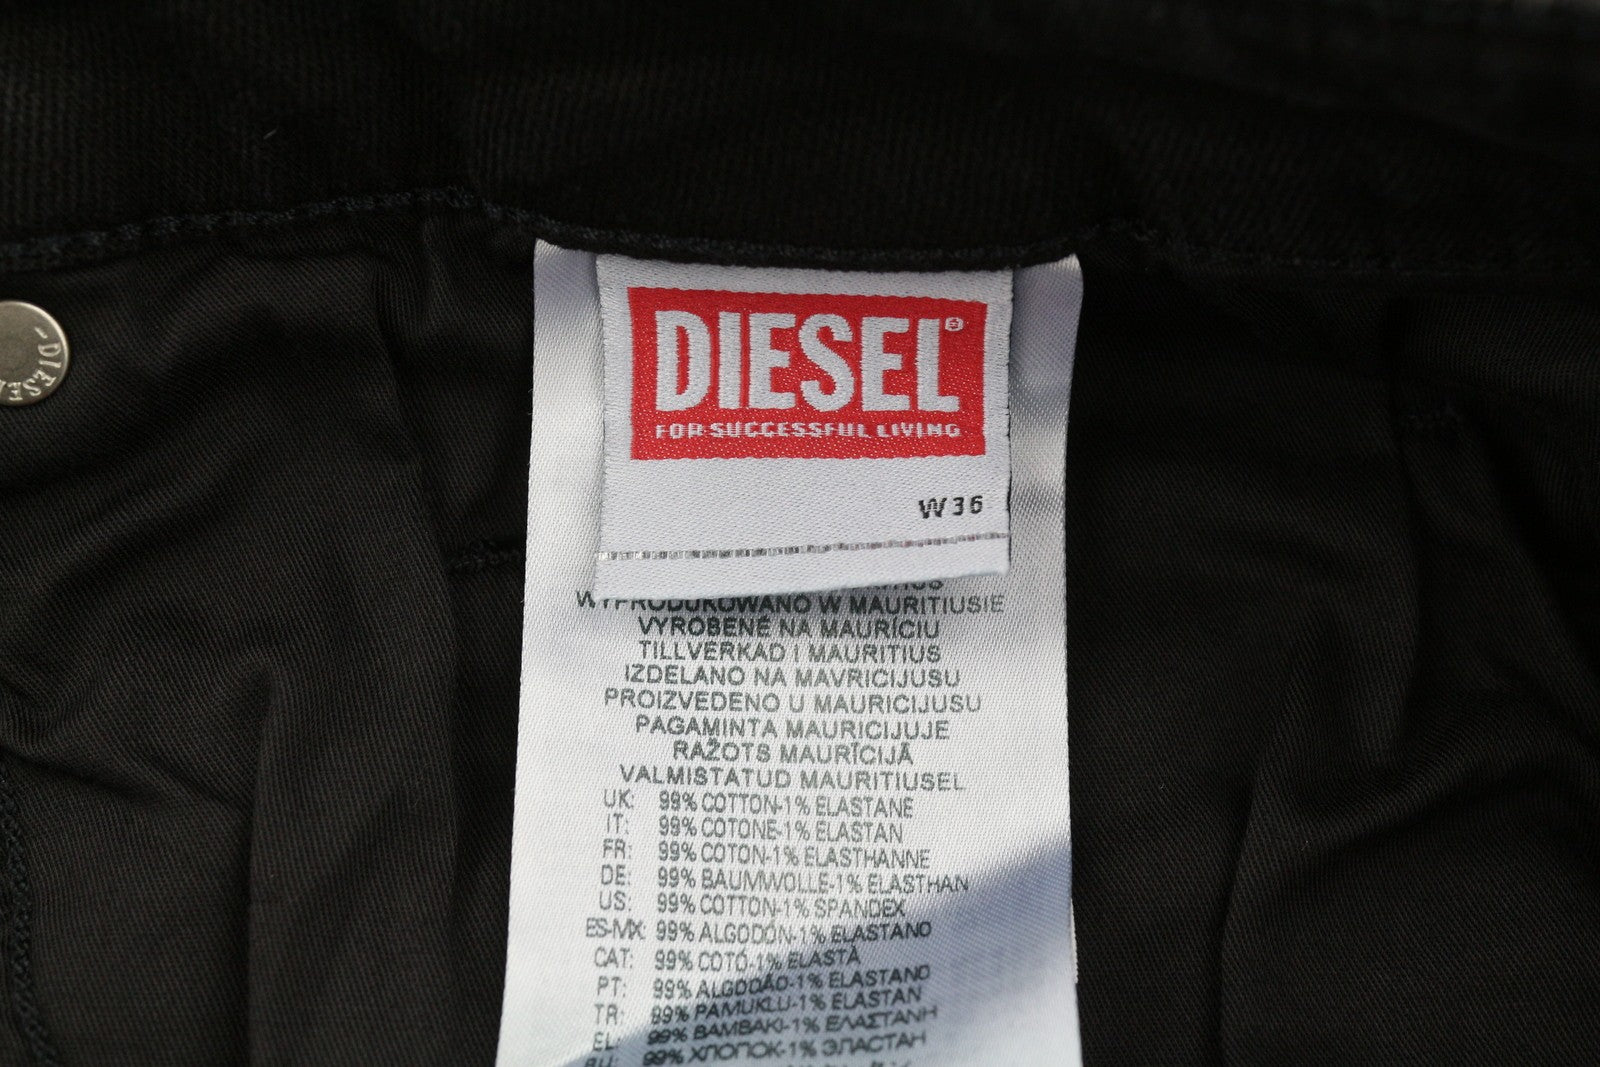 DIESEL®
FOR SUCCESSFUL LIVING
W 36
WYPRODUKOWANO W MAURITIUSIE
VYROBENÉ NA MAURÍCIU
TILLVERKAD I MAURITIUS
IZDELANO NA MAVRICIJUSU
PROIZVEDENO U MAURICIJUSU
PAGAMINTA MAURICIJUJE
RAŽOTS MAURĪCIJĀ
VALMISTATUD MAURITIUSEL
UK: 99% COTTON-1% ELASTANE
IT: 99% COTONE-1% ELASTAN
FR: 99% COTON-1% ELASTHANNE
DE: 99% BAUMWOLLE-1% ELASTHAN
US: 99% COTTON-1% SPANDEX
ES-MX: 99% ALGODÓN-1% ELASTANO
CAT: 99% COTÓ-1% ELASTÀ
PT: 99% ALGODÃO-1% ELASTANO
TR: 99% PAMUKLU-1% ELASTAN
EL: 99% ΒΑΜΒΑΚΙ-1% ΕΛΑΣΤΑΝΗ
RU: 99% ХЛОПОК-1% ЭЛАСТАН
DIESEL